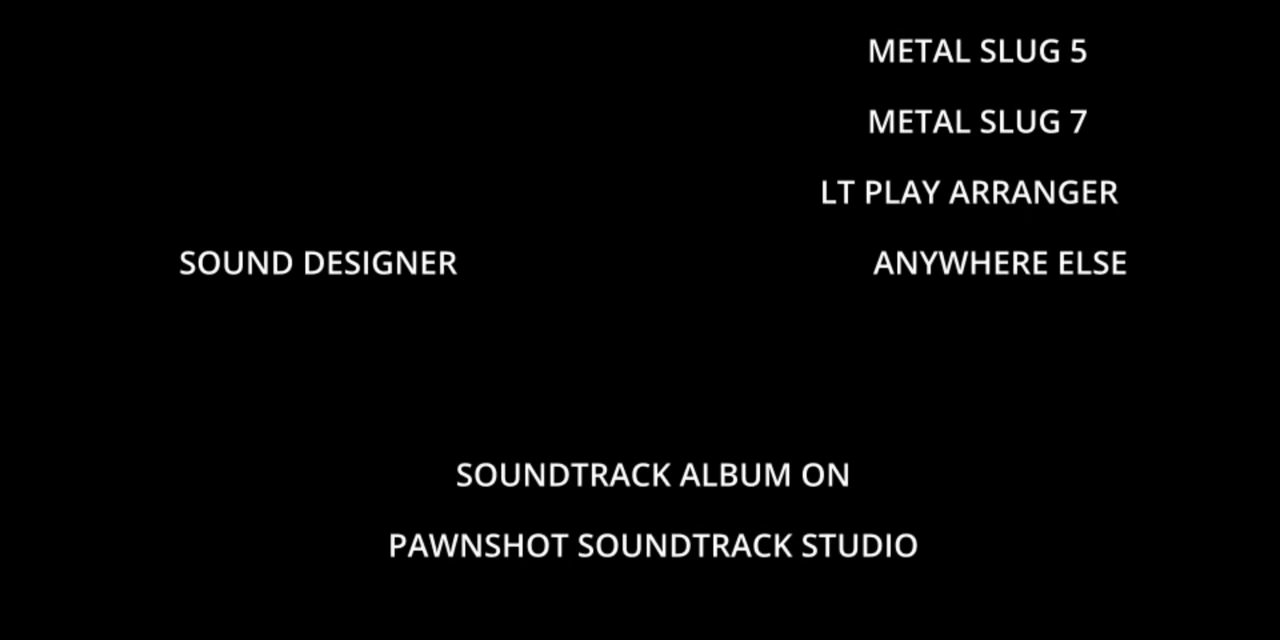 METAL SLUG 5
METAL SLUG 7
LT PLAY ARRANGER
SOUND DESIGNER ANYWHERE ELSE
SOUNDTRACK ALBUM ON
PAWNSHOT SOUNDTRACK STUDIO